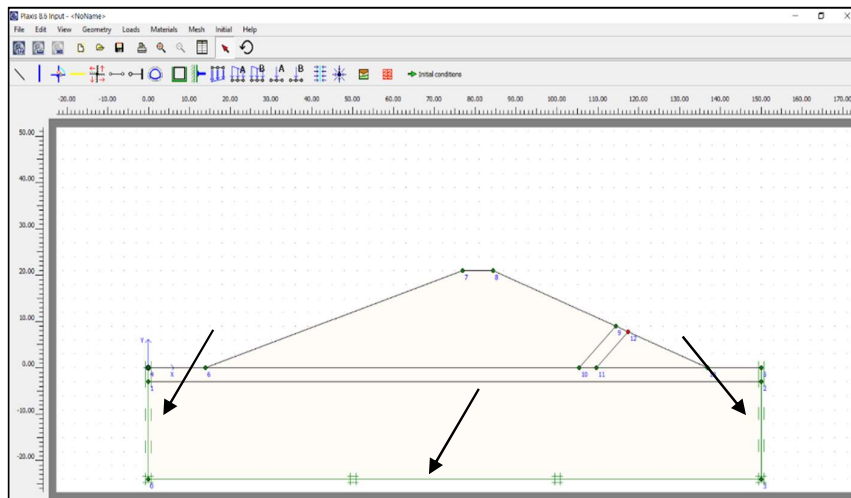 Plaxis 8.6 Input - <NoName>
File Edit View Geometry Loads Materials Mesh Initial Help
A B A B Initial conditions
-20.00 -10.00 0.00 10.00 20.00 30.00 40.00 50.00 60.00 70.00 80.00 90.00 100.00 110.00 120.00 130.00 140.00 150.00 160.00 170.00
50.00
40.00
30.00
20.00
7 8
10.00
9
12
Y
0.00
X 6 10 11
1 2
-10.00
-20.00
0 3